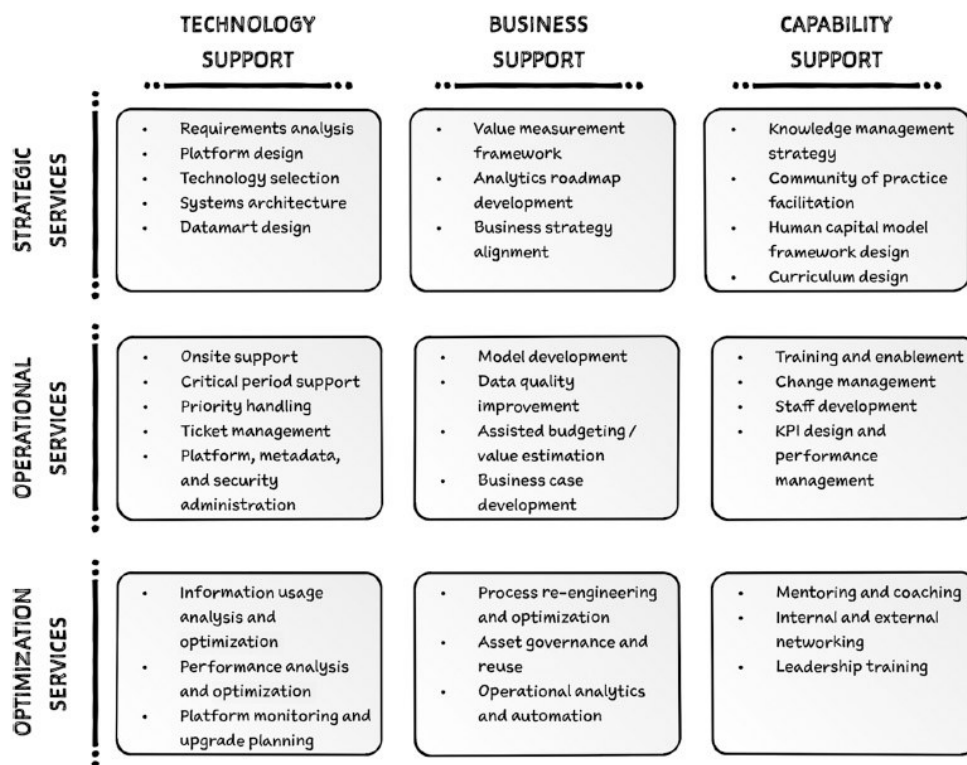 TECHNOLOGY
SUPPORT
BUSINESS
SUPPORT
CAPABILITY
SUPPORT
STRATEGIC
SERVICES
• Requirements analysis
• Platform design
• Technology selection
• Systems architecture
• Datamart design
• Value measurement
framework
• Analytics roadmap
development
• Business strategy
alignment
• Knowledge management
strategy
• Community of practice
facilitation
• Human capital model
framework design
• Curriculum design
OPERATIONAL
SERVICES
• Onsite support
• Critical period support
• Priority handling
• Ticket management
• Platform, metadata,
and security
administration
• Model development
• Data quality
improvement
• Assisted budgeting /
value estimation
• Business case
development
• Training and enablement
• Change management
• Staff development
• KPI design and
performance
management
OPTIMIZATION
SERVICES
• Information usage
analysis and
optimization
• Performance analysis
and optimization
• Platform monitoring and
upgrade planning
• Process re-engineering
and optimization
• Asset governance and
reuse
• Operational analytics
and automation
• Mentoring and coaching
• Internal and external
networking
• Leadership training